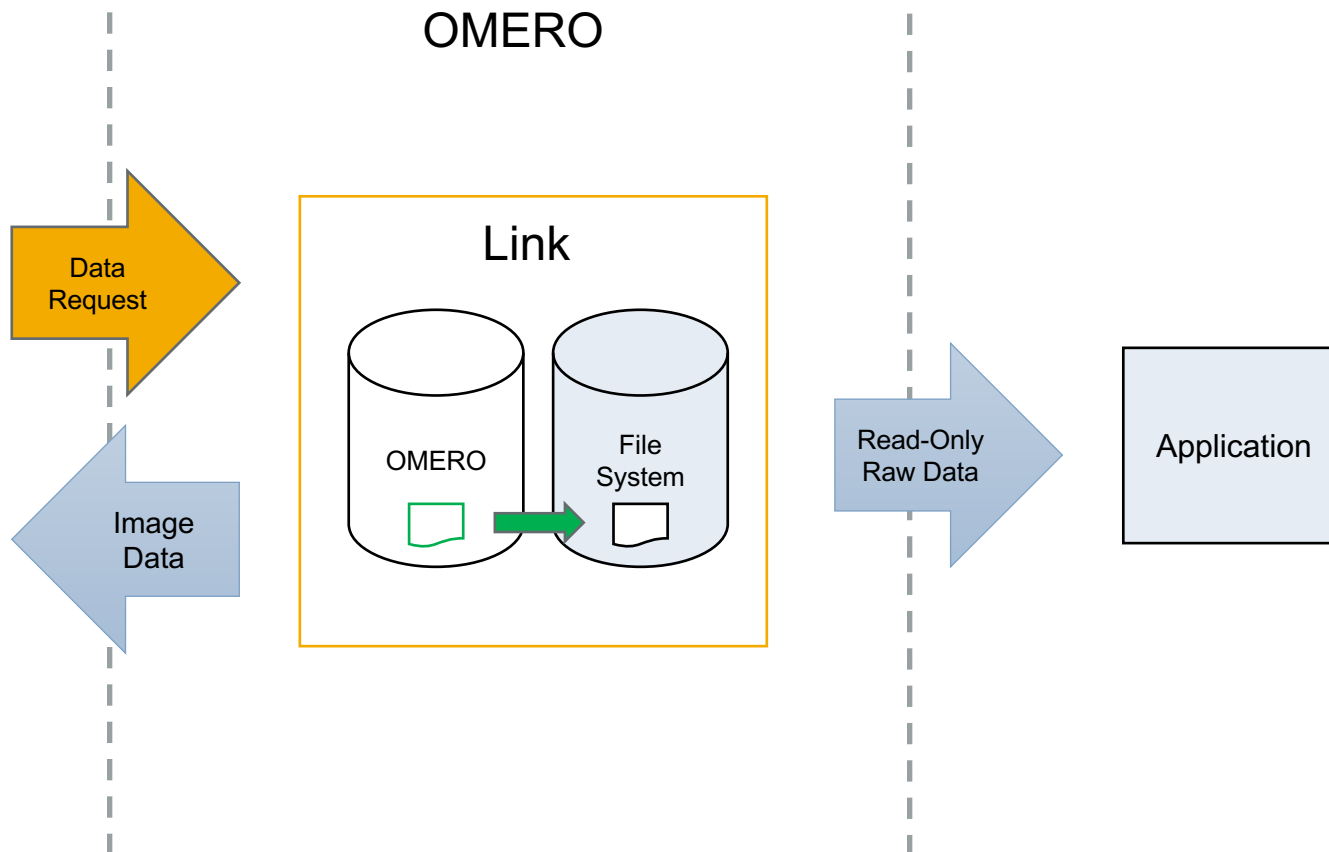 OMERO
Data
Request
Link
OMERO
File
System
Image
Data
Read-Only
Raw Data
Application